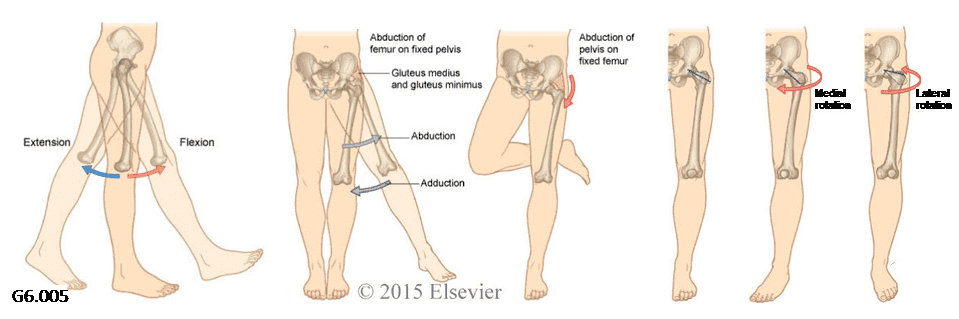 Extension
Flexion
Abduction of
femur on fixed pelvis
Gluteus medius
and gluteus minimus
Abduction
Adduction
Abduction of
pelvis on
fixed femur
Medial
rotation
Lateral
rotation
G6.005
© 2015 Elsevier